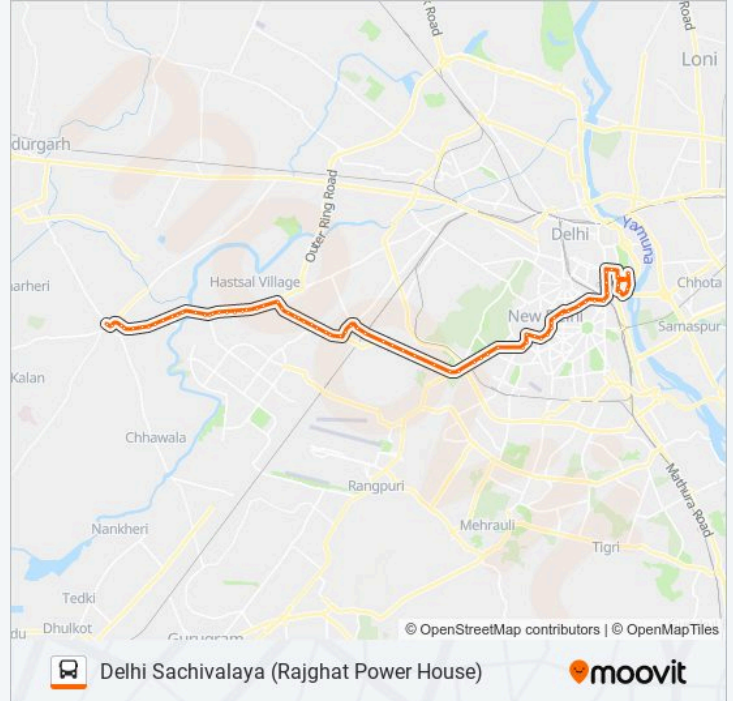 k Road
Road
Loni
durgarh
Outer Ring Road
Yamuna
Delhi
Hastsal Village
Chhota
arheri
New Delhi
Samaspur
Kalan
Chhawala
Rangpuri
Mathura Road
Mehrauli
Nankheri
Tigri
Tedki
du
Dhulkot
Gurugram
© OpenStreetMap contributors | © OpenMapTiles
Delhi Sachivalaya (Rajghat Power House)
moovit